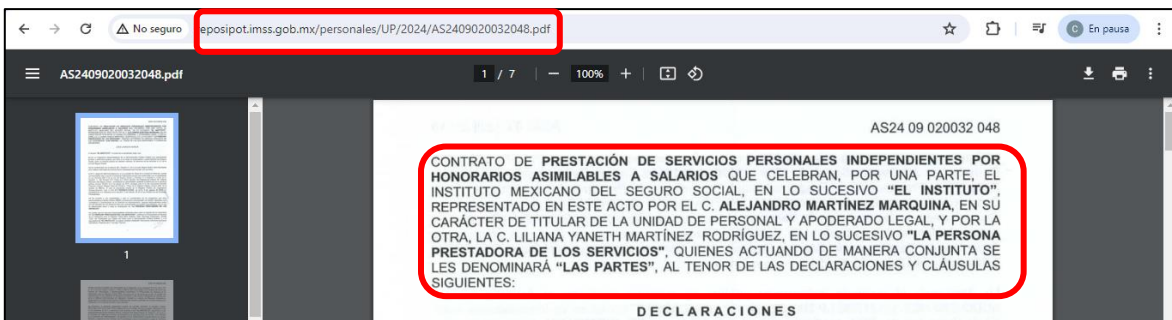 No seguro eposipot.imss.gob.mx/personales/UP/2024/AS2409020032048.pdf En pausa
AS2409020032048.pdf 1 / 7 100%
AS24 09 020032 048
CONTRATO DE PRESTACIÓN DE SERVICIOS PERSONALES INDEPENDIENTES POR
HONORARIOS ASIMILABLES A SALARIOS QUE CELEBRAN, POR UNA PARTE, EL
INSTITUTO MEXICANO DEL SEGURO SOCIAL, EN LO SUCESIVO “EL INSTITUTO”,
REPRESENTADO EN ESTE ACTO POR EL C. ALEJANDRO MARTÍNEZ MARQUINA, EN SU
CARÁCTER DE TITULAR DE LA UNIDAD DE PERSONAL Y APODERADO LEGAL, Y POR LA
OTRA, LA C. LILIANA YANETH MARTÍNEZ RODRÍGUEZ, EN LO SUCESIVO "LA PERSONA
PRESTADORA DE LOS SERVICIOS", QUIENES ACTUANDO DE MANERA CONJUNTA SE
LES DENOMINARÁ “LAS PARTES”, AL TENOR DE LAS DECLARACIONES Y CLÁUSULAS
SIGUIENTES:
1
DECLARACIONES